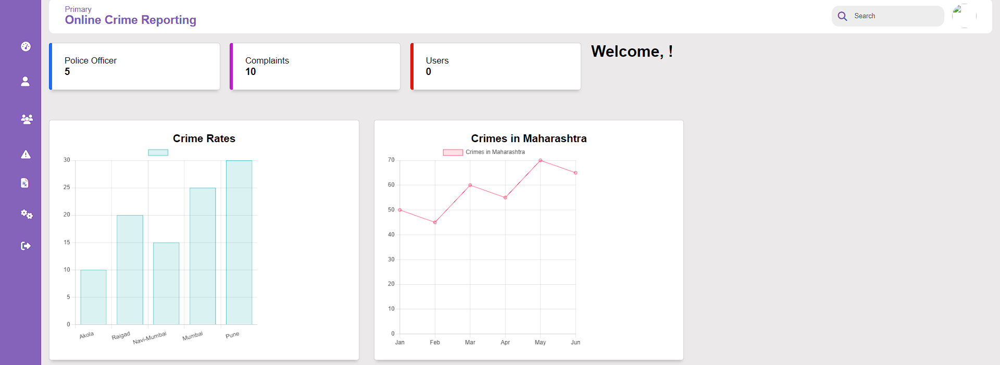 Primary
Online Crime Reporting
Search
Police Officer
5
Complaints
10
Users
0
Welcome, !
Crime Rates
30
25
20
15
10
5
0
Akola
Raigad
Navi-Mumbai
Mumbai
Pune
Crimes in Maharashtra
Crimes in Maharashtra
70
60
50
40
30
20
10
0
Jan
Feb
Mar
Apr
May
Jun